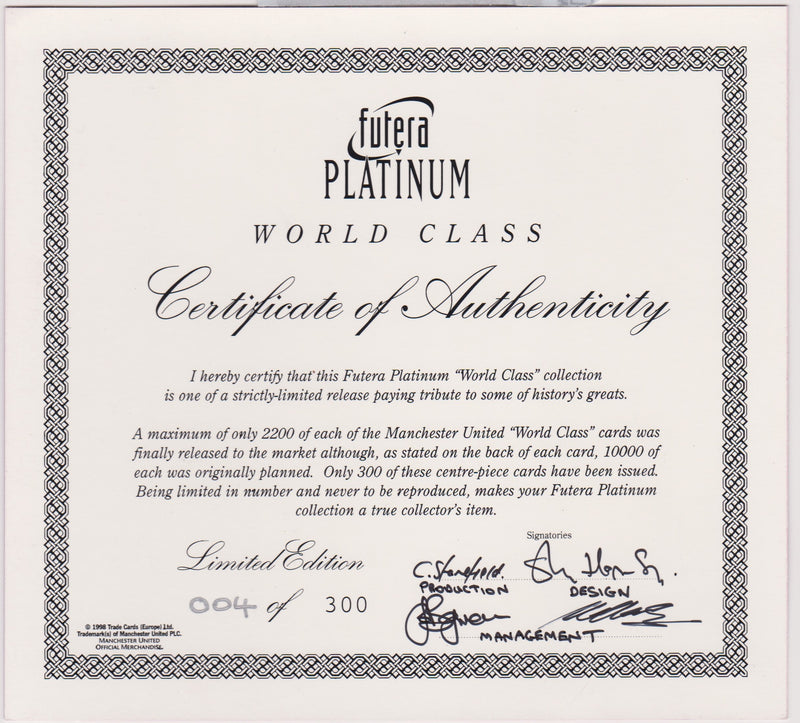 futera
PLATINUM
WORLD CLASS
Certificate of Authenticity
I hereby certify that this Futera Platinum "World Class" collection
is one of a strictly-limited release paying tribute to some of history's greats.
A maximum of only 2200 of each of the Manchester United "World Class" cards was
finally released to the market although, as stated on the back of each card, 10000 of
each was originally planned. Only 300 of these centre-piece cards have been issued.
Being limited in number and never to be reproduced, makes your Futera Platinum
collection a true collector's item.
Signatories
Limited Edition
PRODUCTION DESIGN
004 of 300
MANAGEMENT
© 1998 Trade Cards (Europe) Ltd.
Trademark(s) of Manchester United PLC.
MANCHESTER UNITED
OFFICIAL MERCHANDISE.